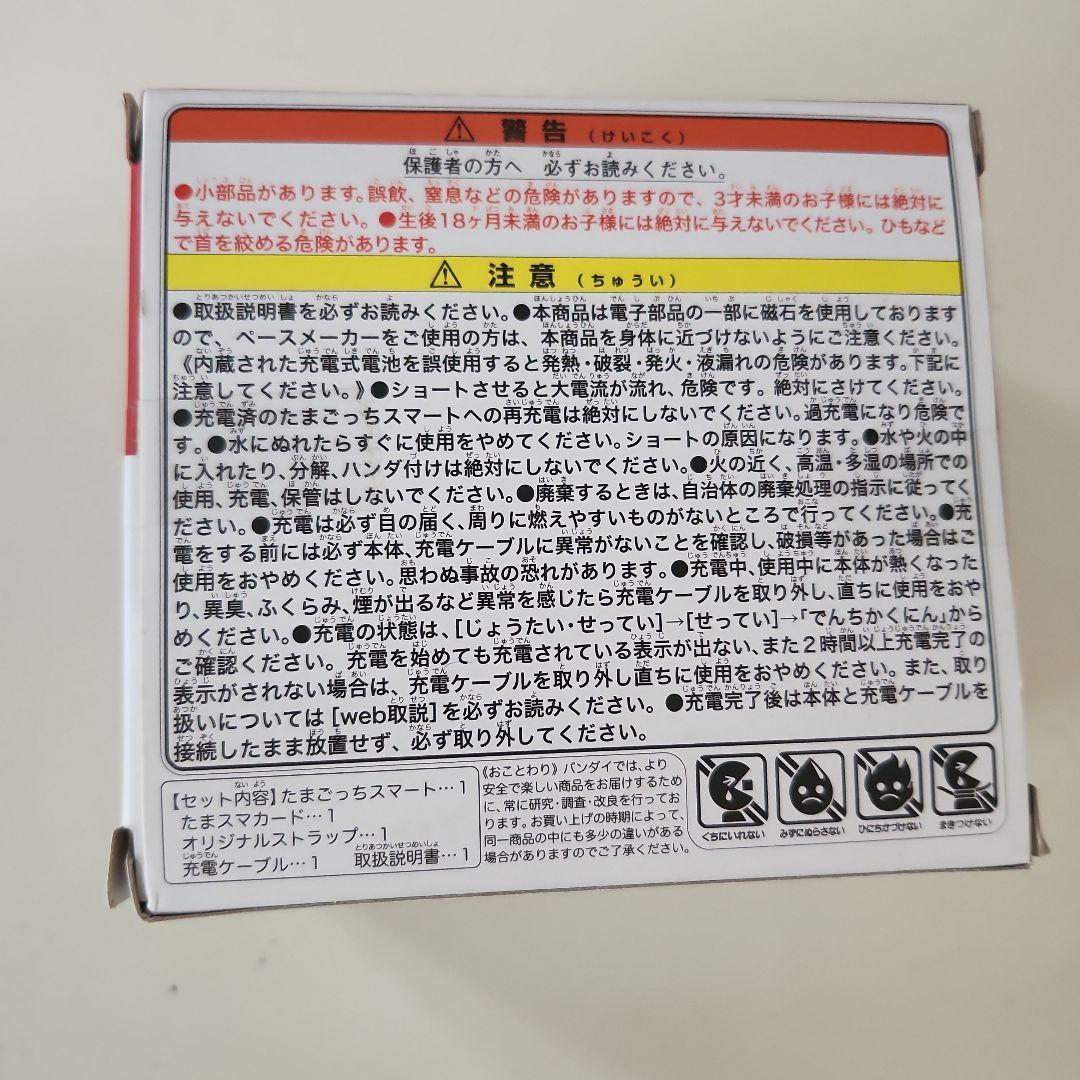 ⚠ 警告 (けいこく)
保護者の方へ 必ずお読みください。
●小部品があります。誤飲、窒息などの危険がありますので、3才未満のお子様には絶対に
与えないでください。●生後18ヶ月未満のお子様には絶対に与えないでください。ひもなど
で首を絞める危険があります。
⚠ 注意 (ちゅうい)
●取扱説明書を必ずお読みください。●本商品は電子部品の一部に磁石を使用しております
ので、ペースメーカーをご使用の方は、本商品を身体に近づけないようにご注意ください。
《内蔵された充電式電池を誤使用すると発熱・破裂・発火・液漏れの危険があります。下記に
注意してください。》●ショートさせると大電流が流れ、危険です。絶対にさけてください。
●充電済のたまごっちスマートへの再充電は絶対にしないでください。過充電になり危険で
す。●水にぬれたらすぐに使用をやめてください。ショートの原因になります。●水や火の中
に入れたり、分解、ハンダ付けは絶対にしないでください。●火の近く、高温・多湿の場所での
使用、充電、保管はしないでください。●廃棄するときは、自治体の廃棄処理の指示に従ってく
ださい。●充電は必ず目の届く、周りに燃えやすいものがないところで行ってください。●充
電をする前には必ず本体、充電ケーブルに異常がないことを確認し、破損等があった場合はご
使用をおやめください。思わぬ事故の恐れがあります。●充電中、使用中に本体が熱くなった
り、異臭、ふくらみ、煙が出るなど異常を感じたら充電ケーブルを取り外し、直ちに使用をおや
めください。●充電の状態は、[じょうたい・せってい]→[せってい]→「でんちかくにん」から
ご確認ください。充電を始めても充電されている表示が出ない、また2時間以上充電完了の
表示がされない場合は、充電ケーブルを取り外し直ちに使用をおやめください。また、取り
扱いについては[web取説]を必ずお読みください。●充電完了後は本体と充電ケーブルを
接続したまま放置せず、必ず取り外してください。
【セット内容】たまごっちスマート…1
たまスマカード…1
オリジナルストラップ…1
充電ケーブル…1 取扱説明書…1
《おことわり》バンダイでは、より
安全で楽しい商品をお届けするため
に、常に研究・調査・改良を行ってお
ります。お買い上げの時期によって、
同一商品の中にも多少の違いがある
場合がありますのでご了承ください。
くちにいれない みずにぬらさない ひにちかづけない まきつけない